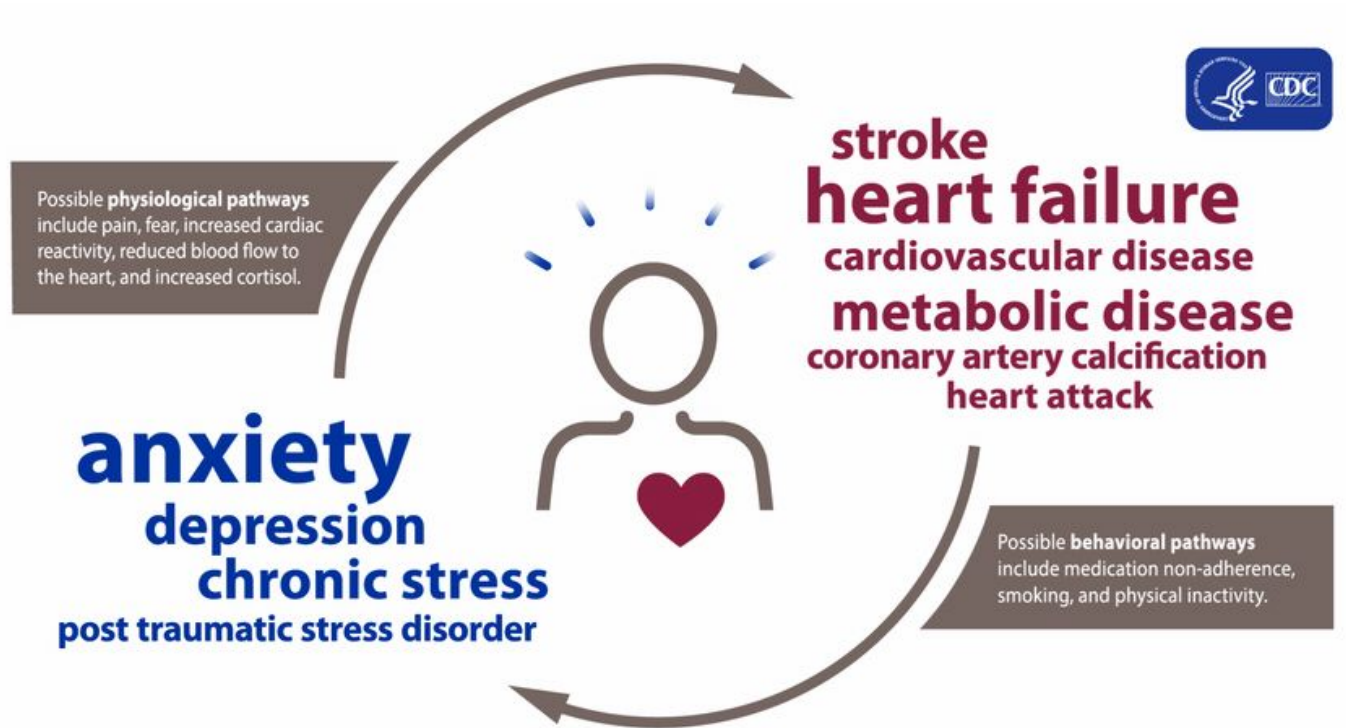 CDC
Possible physiological pathways
include pain, fear, increased cardiac
reactivity, reduced blood flow to
the heart, and increased cortisol.
stroke
heart failure
cardiovascular disease
metabolic disease
coronary artery calcification
heart attack
anxiety
depression
chronic stress
post traumatic stress disorder
Possible behavioral pathways
include medication non-adherence,
smoking, and physical inactivity.